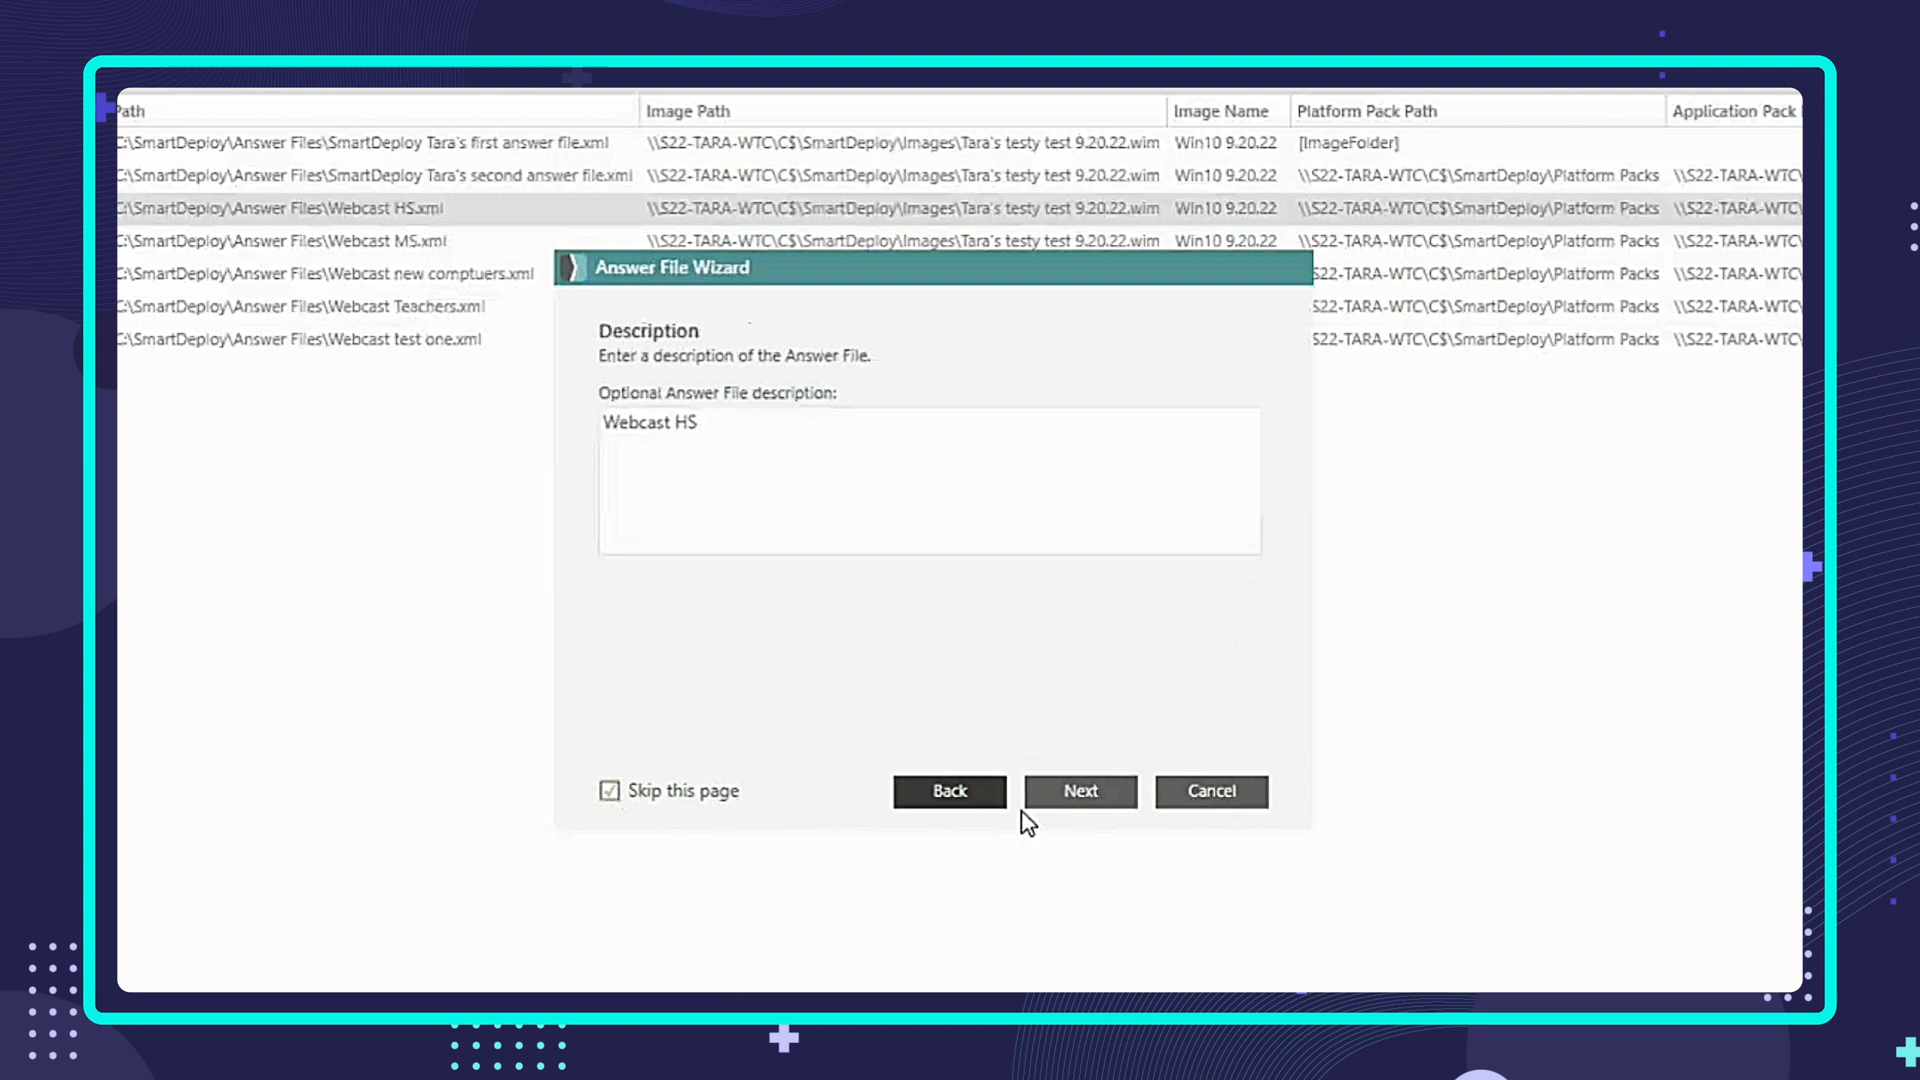 Path Image Path Image Name Platform Pack Path Application Pack
C:\SmartDeploy\Answer Files\SmartDeploy Tara's first answer file.xml \\S22-TARA-WTC\C$\SmartDeploy\Images\Tara's testy test 9.20.22.wim Win10 9.20.22 [ImageFolder]
C:\SmartDeploy\Answer Files\SmartDeploy Tara's second answer file.xml \\S22-TARA-WTC\C$\SmartDeploy\Images\Tara's testy test 9.20.22.wim Win10 9.20.22 \\S22-TARA-WTC\C$\SmartDeploy\Platform Packs \\S22-TARA-WTC\
C:\SmartDeploy\Answer Files\Webcast HS.xml \\S22-TARA-WTC\C$\SmartDeploy\Images\Tara's testy test 9.20.22.wim Win10 9.20.22 \\S22-TARA-WTC\C$\SmartDeploy\Platform Packs \\S22-TARA-WTC\
C:\SmartDeploy\Answer Files\Webcast MS.xml \\S22-TARA-WTC\C$\SmartDeploy\Images\Tara's testy test 9.20.22.wim Win10 9.20.22 \\S22-TARA-WTC\C$\SmartDeploy\Platform Packs \\S22-TARA-WTC\
C:\SmartDeploy\Answer Files\Webcast new comptuers.xml S22-TARA-WTC\C$\SmartDeploy\Platform Packs \\S22-TARA-WTC\
C:\SmartDeploy\Answer Files\Webcast Teachers.xml S22-TARA-WTC\C$\SmartDeploy\Platform Packs \\S22-TARA-WTC\
C:\SmartDeploy\Answer Files\Webcast test one.xml S22-TARA-WTC\C$\SmartDeploy\Platform Packs \\S22-TARA-WTC\
Answer File Wizard
Description
Enter a description of the Answer File.
Optional Answer File description:
Webcast HS
Skip this page Back Next Cancel